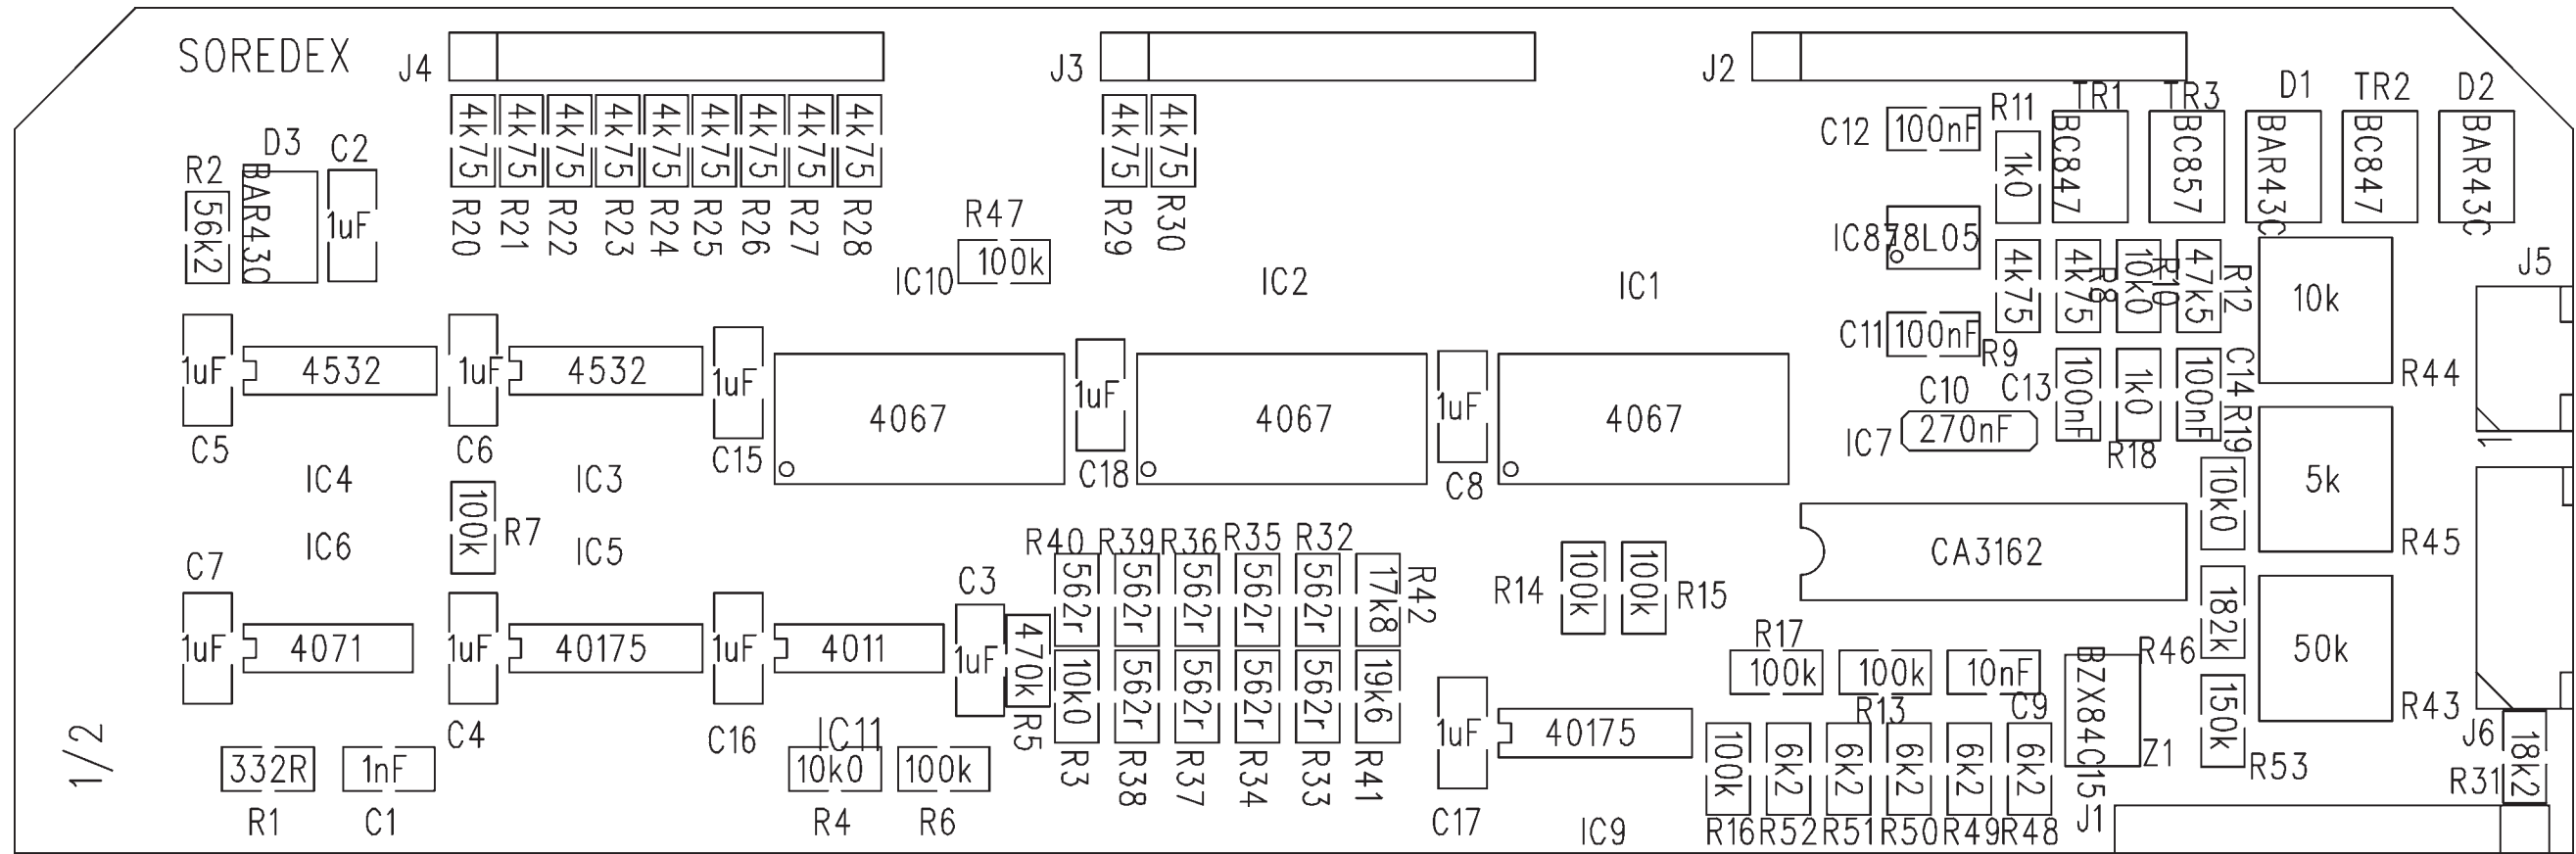 SOREDEX
J4
J3
J2
D1
TR2
D2
TR1
TR3
R11
C12
100nF
1k0
BC847
BC857
BAR43C
BC847
BAR43C
D3
C2
R2
56k2
BAR43C
1uF
4k75
4k75
4k75
4k75
4k75
4k75
4k75
4k75
4k75
R20
R21
R22
R23
R24
R25
R26
R27
R28
4k75
4k75
R29
R30
R47
100k
IC10
IC2
IC1
IC8
78L05
4k75
4k75
10k0
47k5
R8
R10
R12
10k
J5
C11
100nF
R9
R44
C5
1uF
4532
1uF
4532
1uF
4067
1uF
4067
1uF
4067
C6
C15
C18
C8
IC4
IC3
C10
C13
270nF
IC7
100nF
1k0
100nF
C14
R19
R18
1
10k0
5k
R45
100k
R7
IC6
IC5
CA3162
R40
R39
R36
R35
R32
562r
562r
562r
562r
562r
17k8
R42
R14
100k
100k
R15
182k
R46
50k
R43
C7
1uF
4071
1uF
40175
1uF
4011
C3
1uF
470k
R5
10k0
562r
562r
562r
562r
19k6
R3
R38
R37
R34
R33
R41
R17
100k
100k
10nF
R13
C9
BZX84C15
Z1
150k
R53
J6
18k2
R31
1/2
C4
C16
IC11
332R
1nF
10k0
100k
R1
C1
R4
R6
1uF
40175
C17
IC9
100k
6k2
6k2
6k2
6k2
6k2
R16
R52
R51
R50
R49
R48
J1